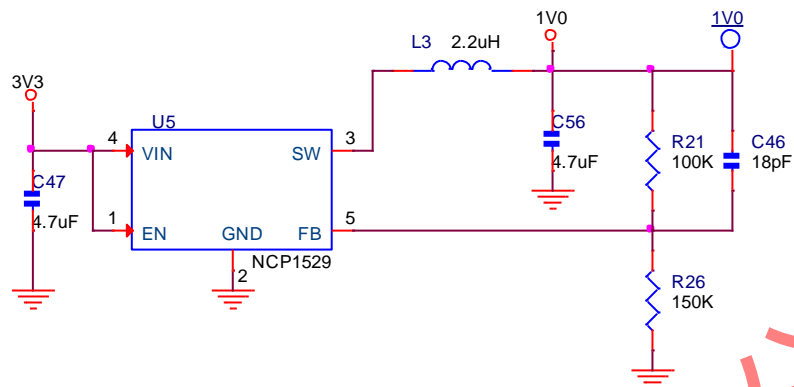 1V0
1V0
L3 2.2uH
3V3
U5
4
VIN
SW
3
C47
4.7uF
C56
4.7uF
R21
100K
C46
18pF
1
EN
GND
FB
5
NCP1529
2
R26
150K